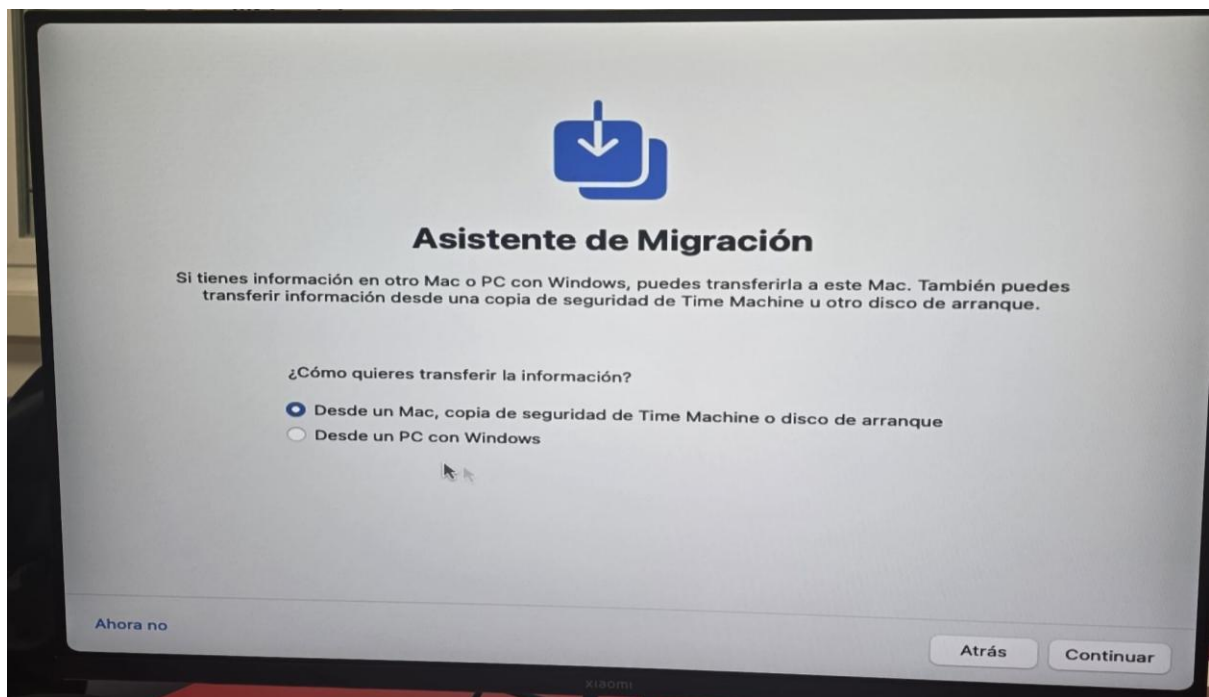 Asistente de Migración
Si tienes información en otro Mac o PC con Windows, puedes transferirla a este Mac. También puedes
transferir información desde una copia de seguridad de Time Machine u otro disco de arranque.
¿Cómo quieres transferir la información?
Desde un Mac, copia de seguridad de Time Machine o disco de arranque
Desde un PC con Windows
Ahora no
Atrás
Continuar
xiaomi